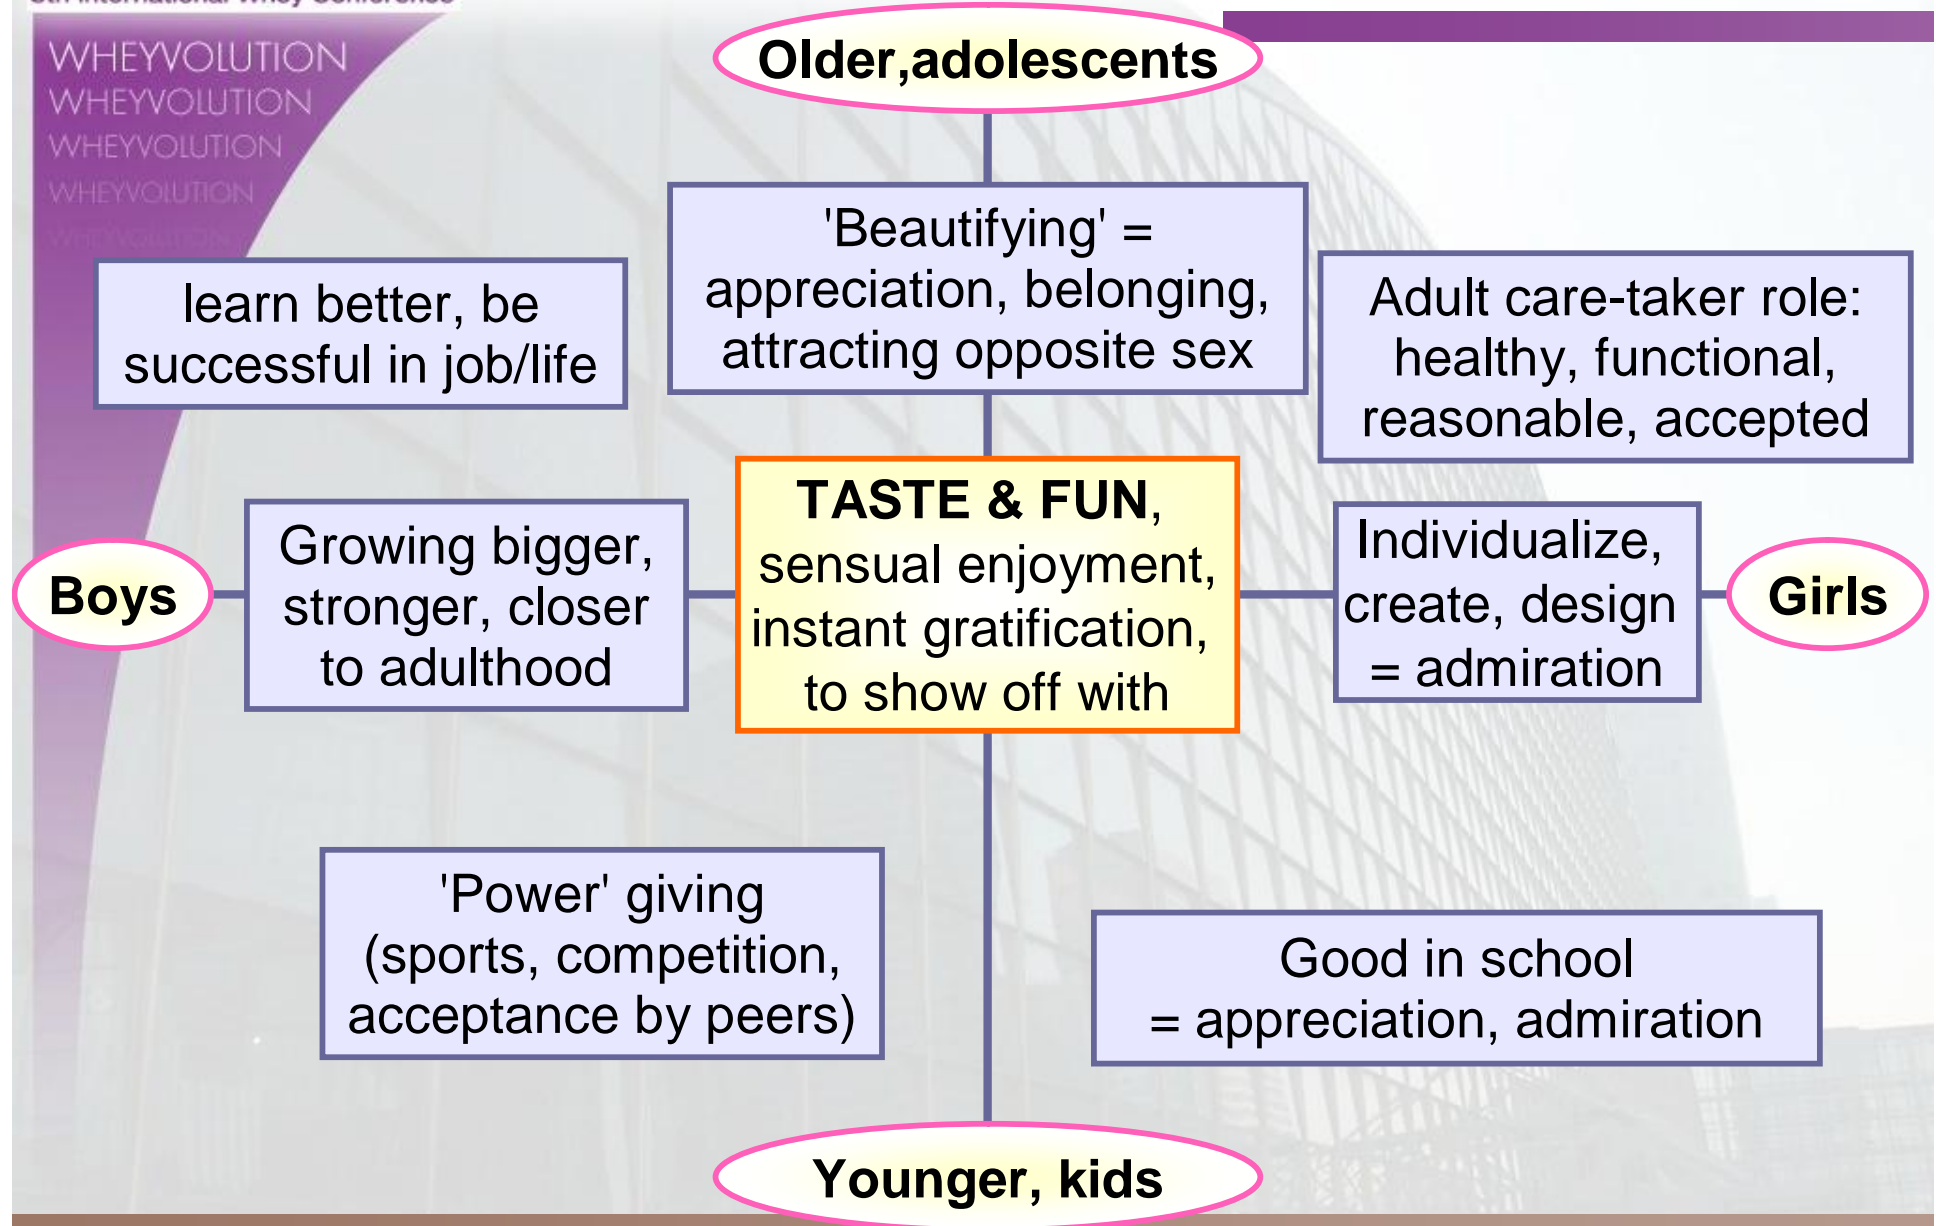 WHEYVOLUTION
WHEYVOLUTION
WHEYVOLUTION
WHEYVOLUTION
WHEYVOLUTION
Older,adolescents
'Beautifying' =
appreciation, belonging,
attracting opposite sex
learn better, be
successful in job/life
Adult care-taker role:
healthy, functional,
reasonable, accepted
Boys
Growing bigger,
stronger, closer
to adulthood
TASTE & FUN,
sensual enjoyment,
instant gratification,
to show off with
Individualize,
create, design
= admiration
Girls
'Power' giving
(sports, competition,
acceptance by peers)
Good in school
= appreciation, admiration
Younger, kids